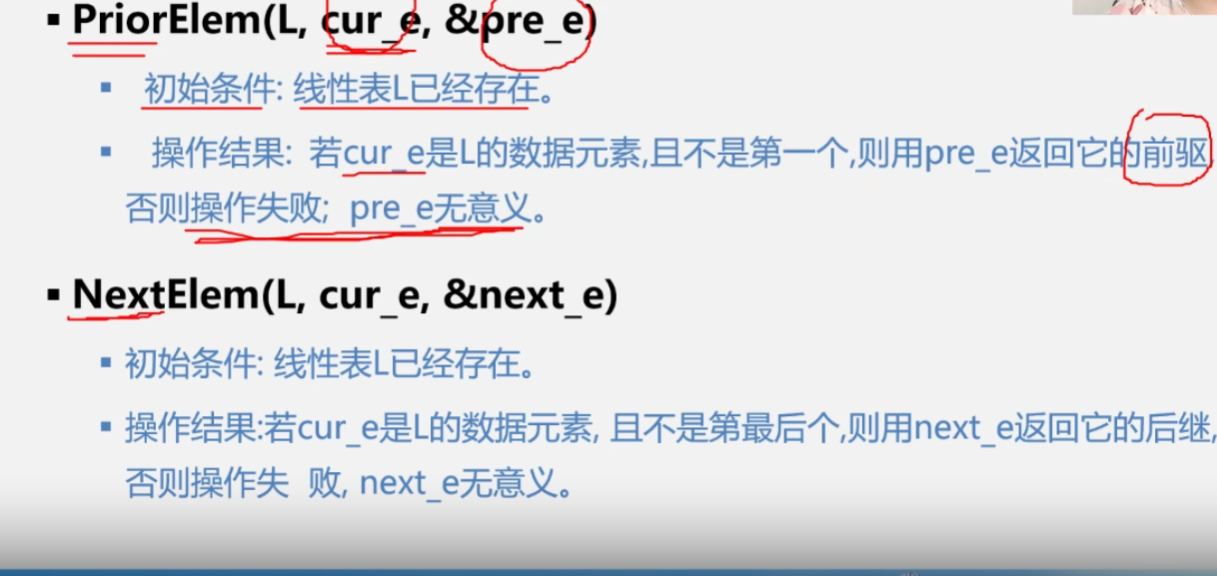 ▪ PriorElem(L, cur_e, &pre_e)
▪ 初始条件: 线性表L已经存在。
▪ 操作结果: 若cur_e是L的数据元素,且不是第一个,则用pre_e返回它的前驱,
否则操作失败; pre_e无意义。
▪ NextElem(L, cur_e, &next_e)
▪ 初始条件: 线性表L已经存在。
▪ 操作结果:若cur_e是L的数据元素, 且不是第最后个,则用next_e返回它的后继,
否则操作失 败, next_e无意义。